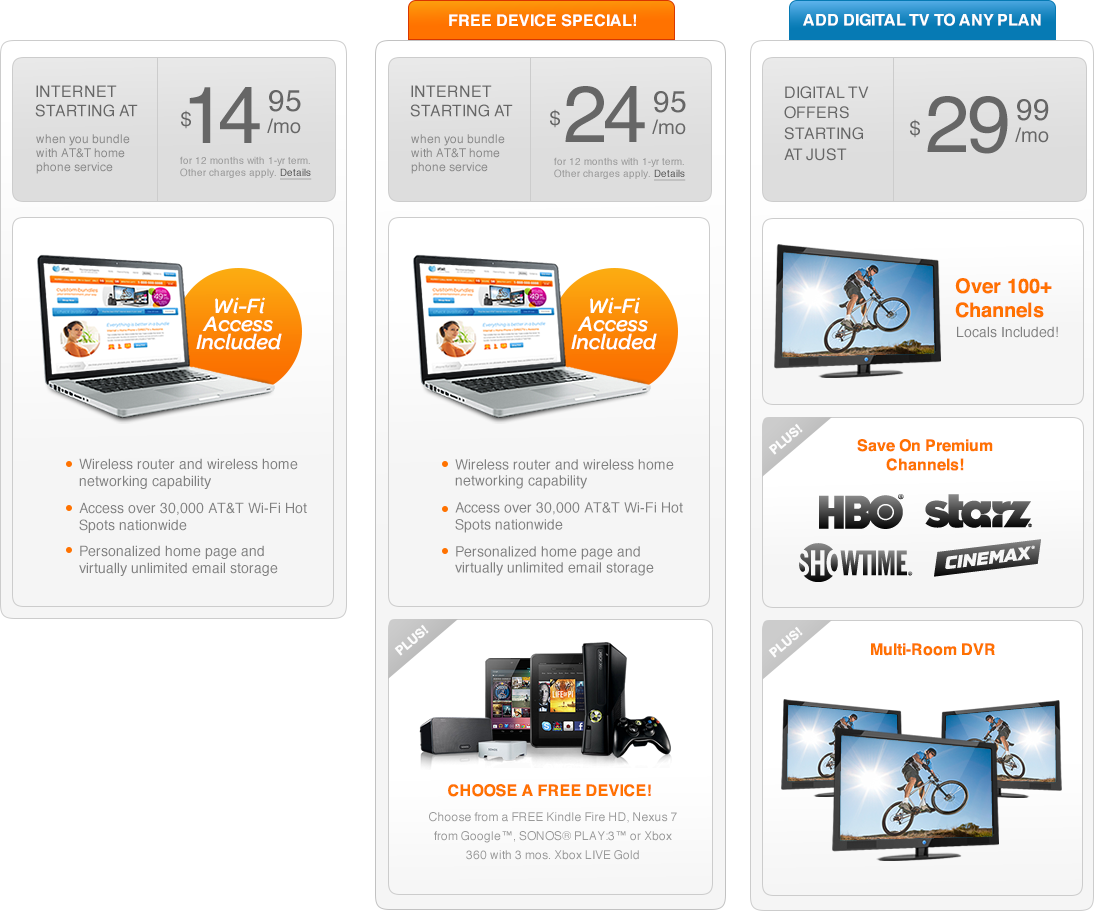 FREE DEVICE SPECIAL!
ADD DIGITAL TV TO ANY PLAN
INTERNET
STARTING AT
when you bundle
with AT&T home
phone service
$14 95 /mo
for 12 months with 1-yr term.
Other charges apply. Details
Wi-Fi
Access
Included
Wireless router and wireless home
networking capability
Access over 30,000 AT&T Wi-Fi Hot
Spots nationwide
Personalized home page and
virtually unlimited email storage
INTERNET
STARTING AT
when you bundle
with AT&T home
phone service
$24 95 /mo
for 12 months with 1-yr term.
Other charges apply. Details
Wi-Fi
Access
Included
Wireless router and wireless home
networking capability
Access over 30,000 AT&T Wi-Fi Hot
Spots nationwide
Personalized home page and
virtually unlimited email storage
PLUS!
LIFE OF PI
CHOOSE A FREE DEVICE!
Choose from a FREE Kindle Fire HD, Nexus 7
from Google™, SONOS® PLAY:3™ or Xbox
360 with 3 mos. Xbox LIVE Gold
DIGITAL TV
OFFERS
STARTING
AT JUST
$29 99 /mo
Over 100+
Channels
Locals Included!
PLUS!
Save On Premium
Channels!
HBO® starz.
SHOWTIME® CINEMAX®
PLUS!
Multi-Room DVR